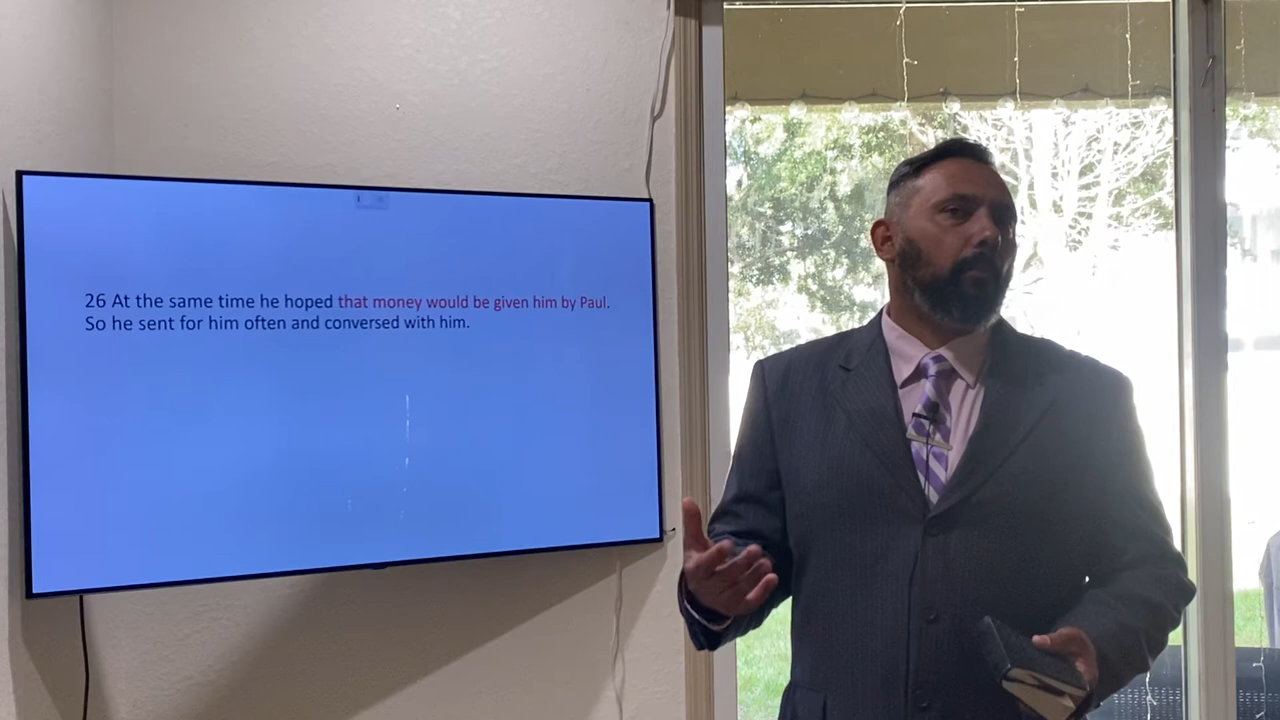 26 At the same time he hoped that money would be given him by Paul.
So he sent for him often and conversed with him.